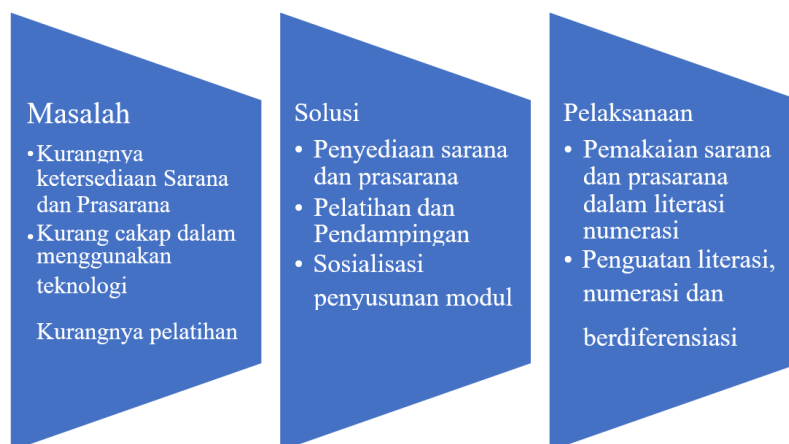 Masalah
•Kurangnya
ketersediaan Sarana
dan Prasarana
•Kurang cakap dalam
menggunakan
teknologi
Kurangnya pelatihan
Solusi
• Penyediaan sarana
dan prasarana
• Pelatihan dan
Pendampingan
• Sosialisasi
penyusunan modul
Pelaksanaan
• Pemakaian sarana
dan prasarana
dalam literasi
numerasi
• Penguatan literasi,
numerasi dan
berdiferensiasi